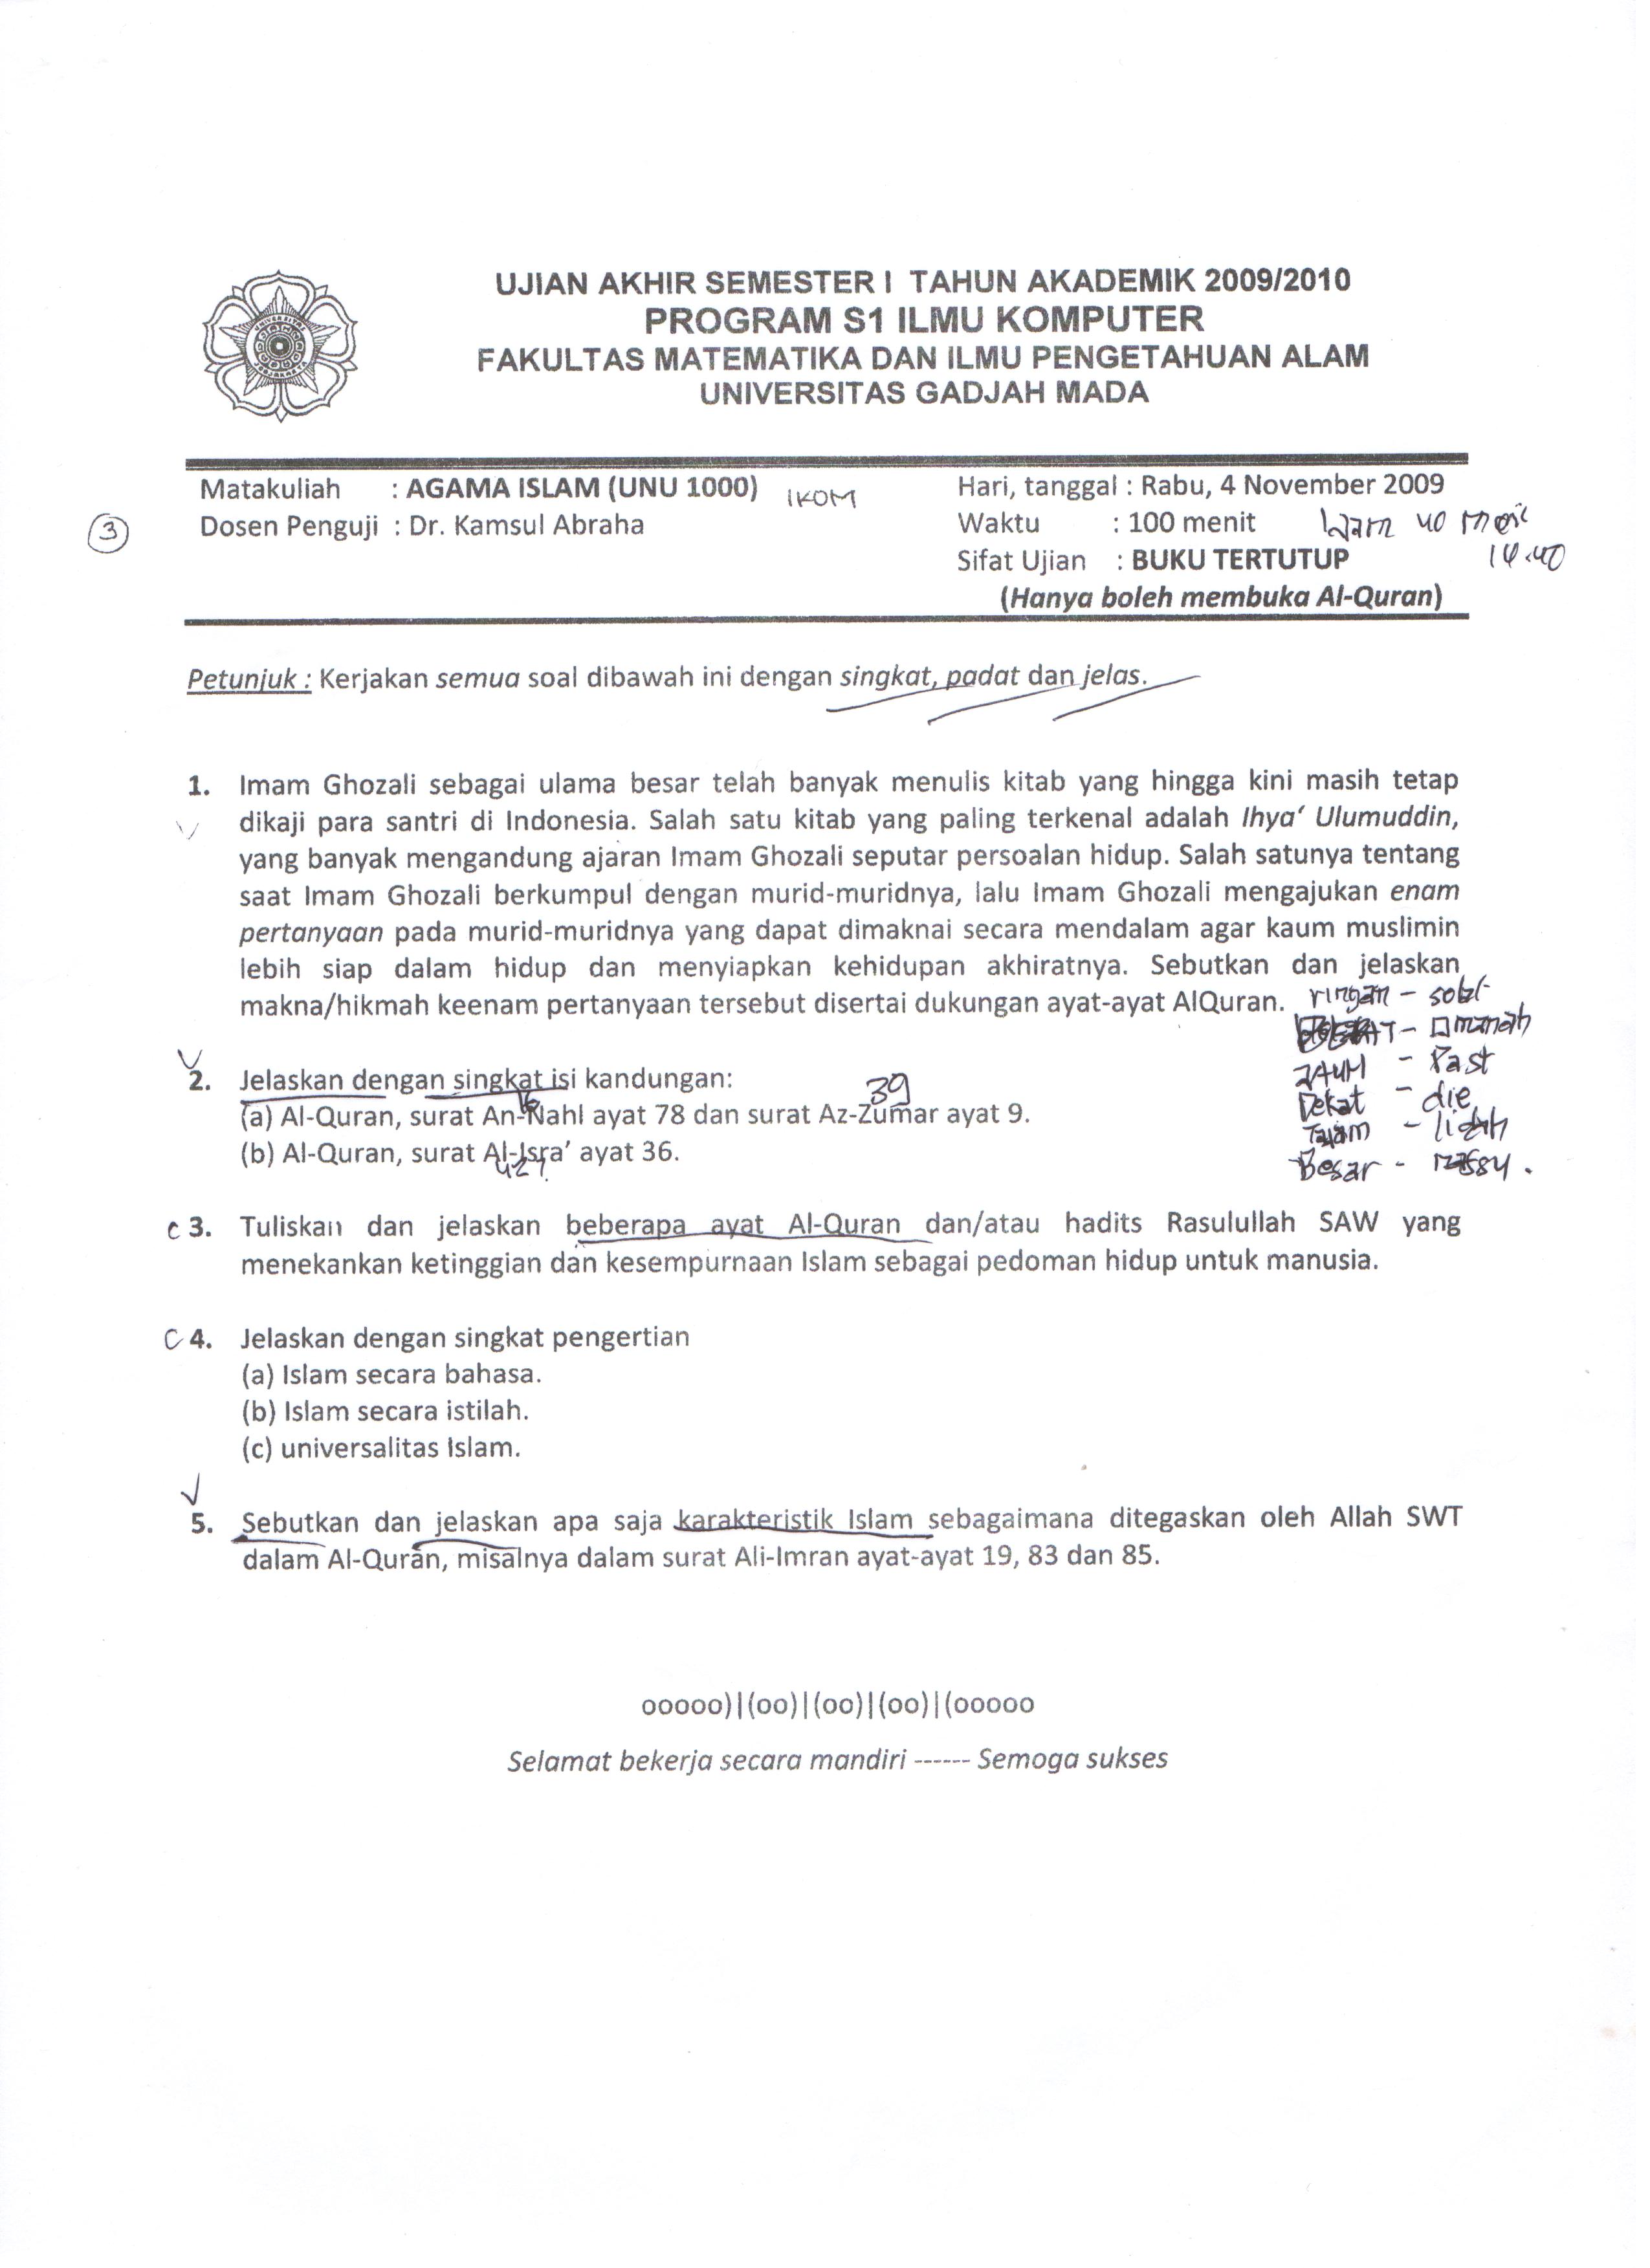 UJIAN AKHIR SEMESTER I TAHUN AKADEMIK 2009/2010
PROGRAM S1 ILMU KOMPUTER
FAKULTAS MATEMATIKA DAN ILMU PENGETAHUAN ALAM
UNIVERSITAS GADJAH MADA
Matakuliah : AGAMA ISLAM (UNU 1000) IKOM
Hari, tanggal : Rabu, 4 November 2009
3
Dosen Penguji : Dr. Kamsul Abraha
Waktu : 100 menit 40
Sifat Ujian : BUKU TERTUTUP 14.40
(Hanya boleh membuka Al-Quran)
Petunjuk : Kerjakan semua soal dibawah ini dengan singkat, padat dan jelas.
1. Imam Ghozali sebagai ulama besar telah banyak menulis kitab yang hingga kini masih tetap
dikaji para santri di Indonesia. Salah satu kitab yang paling terkenal adalah Ihya‘ Ulumuddin,
yang banyak mengandung ajaran Imam Ghozali seputar persoalan hidup. Salah satunya tentang
saat Imam Ghozali berkumpul dengan murid-muridnya, lalu Imam Ghozali mengajukan enam
pertanyaan pada murid-muridnya yang dapat dimaknai secara mendalam agar kaum muslimin
lebih siap dalam hidup dan menyiapkan kehidupan akhiratnya. Sebutkan dan jelaskan
makna/hikmah keenam pertanyaan tersebut disertai dukungan ayat-ayat AlQuran.
ringan - solat
- amanah
JAUH - Past
Dekat - die
Tajam - lidah
Besar -
2. Jelaskan dengan singkat isi kandungan:
16 39
(a) Al-Quran, surat An-Nahl ayat 78 dan surat Az-Zumar ayat 9.
(b) Al-Quran, surat Al-Isra’ ayat 36.
c 3. Tuliskan dan jelaskan beberapa ayat Al-Quran dan/atau hadits Rasulullah SAW yang
menekankan ketinggian dan kesempurnaan Islam sebagai pedoman hidup untuk manusia.
C 4. Jelaskan dengan singkat pengertian
(a) Islam secara bahasa.
(b) Islam secara istilah.
(c) universalitas Islam.
5. Sebutkan dan jelaskan apa saja karakteristik Islam sebagaimana ditegaskan oleh Allah SWT
dalam Al-Quran, misalnya dalam surat Ali-Imran ayat-ayat 19, 83 dan 85.
ooooo)|(oo)|(oo)|(oo)|(ooooo
Selamat bekerja secara mandiri ------ Semoga sukses